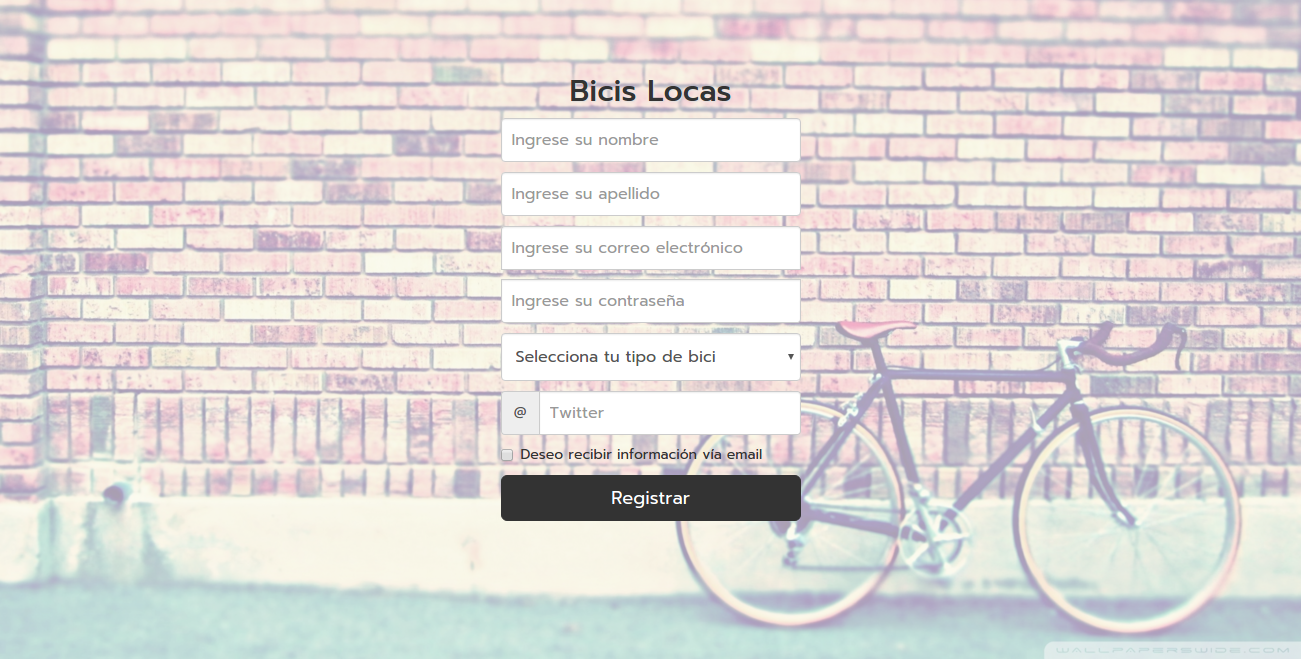 Bicis Locas
Ingrese su nombre
Ingrese su apellido
Ingrese su correo electrónico
Ingrese su contraseña
Selecciona tu tipo de bici
@ Twitter
Deseo recibir información vía email
Registrar
WALLPAPERSWIDE.COM